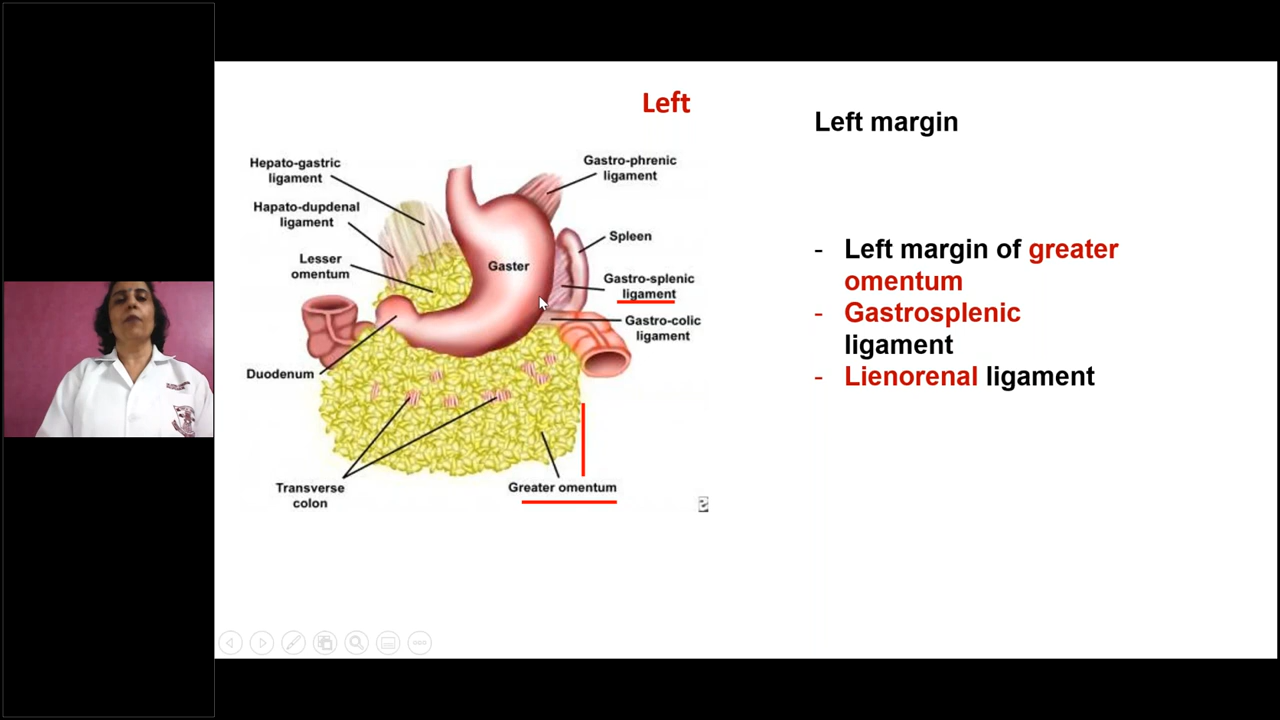 Left
Left margin
Hepato-gastric
ligament
Hapato-dupdenal
ligament
Lesser
omentum
Duodenum
Transverse
colon
Gaster
Gastro-phrenic
ligament
Spleen
Gastro-splenic
ligament
Gastro-colic
ligament
Greater omentum
- Left margin of greater
omentum
- Gastrosplenic
ligament
- Lienorenal ligament